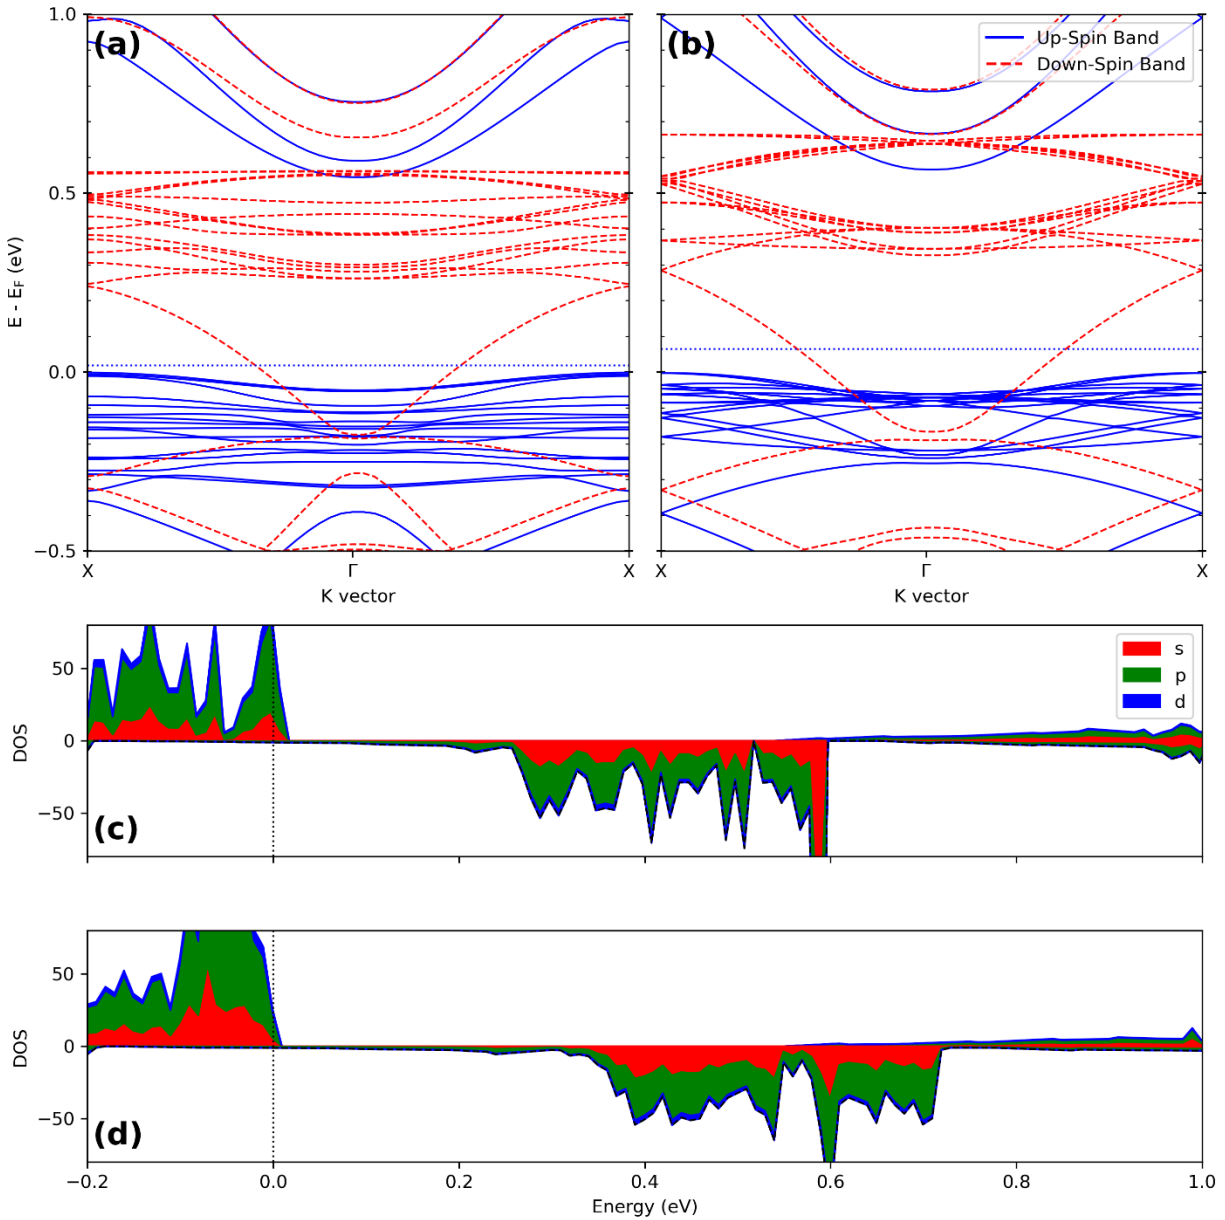 1.0
0.5
0.0
−0.5
E - E_F (eV)
(a)
X
Γ
X
K vector
(b)
Up-Spin Band
Down-Spin Band
X
Γ
X
K vector
50
0
−50
DOS
(c)
s
p
d
50
0
−50
DOS
(d)
−0.2
0.0
0.2
0.4
0.6
0.8
1.0
Energy (eV)